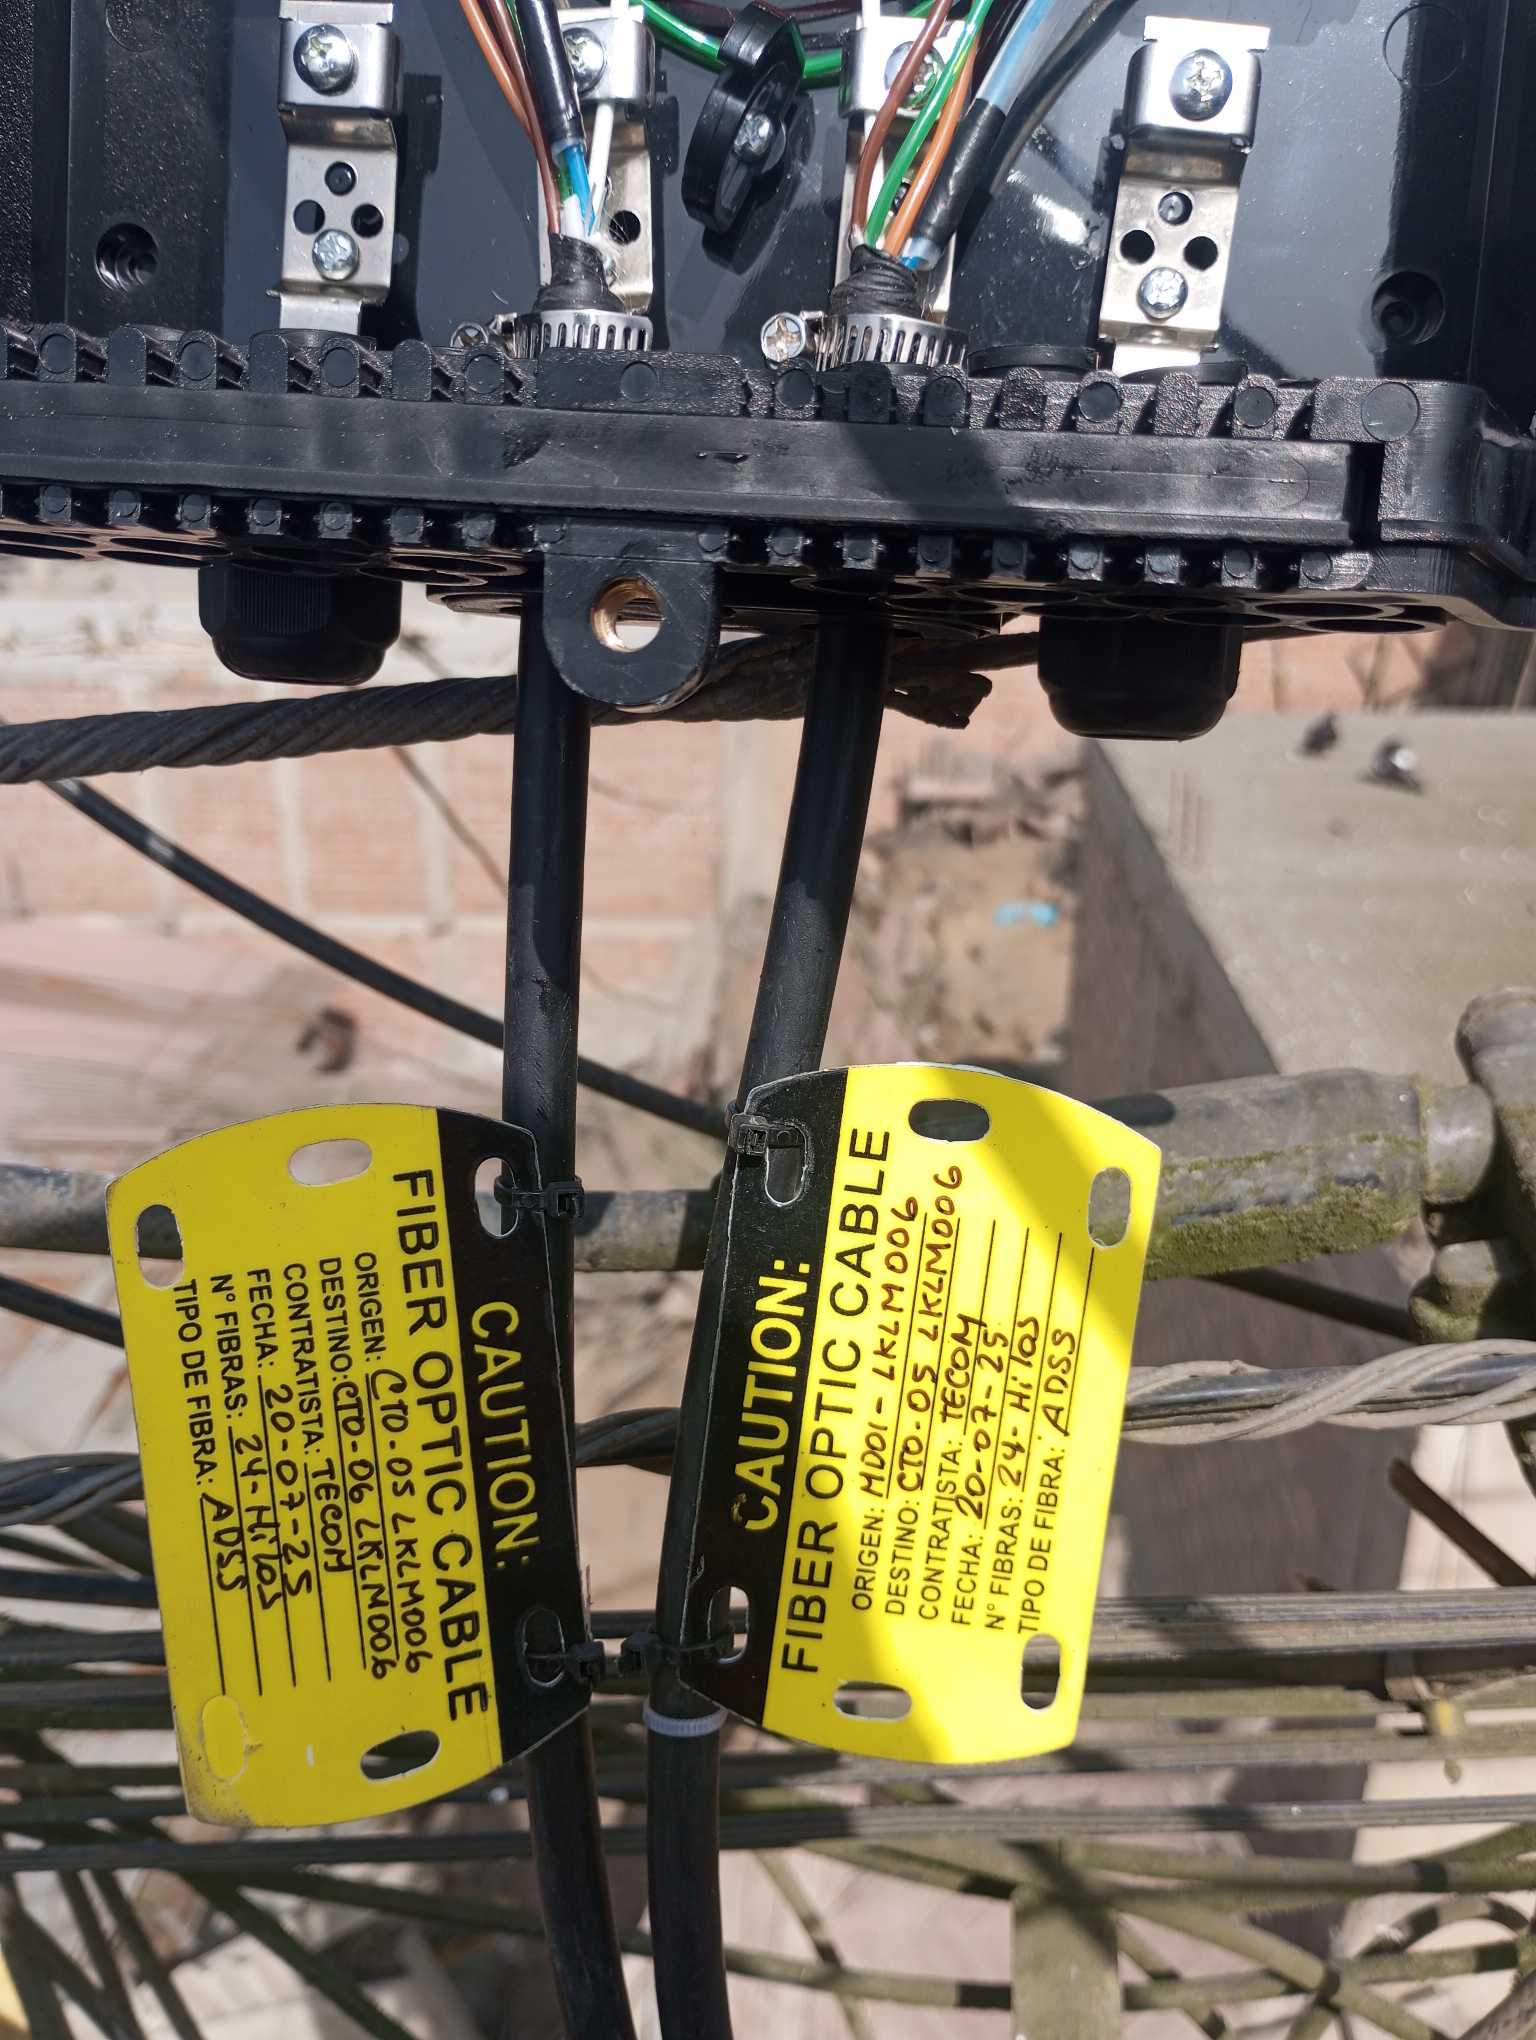 CAUTION:
FIBER OPTIC CABLE
ORIGEN: CTO-05 LKLM006
DESTINO: CTO-06 LKLM006
CONTRATISTA: TECOM
FECHA: 20-07-25
N° FIBRAS: 24-Hilos
TIPO DE FIBRA: ADSS
CAUTION:
FIBER OPTIC CABLE
ORIGEN: MD01-LKLM006
DESTINO: CTO-05 LKLM006
CONTRATISTA: TECOM
FECHA: 20-07-25
N° FIBRAS: 24-Hilos
TIPO DE FIBRA: ADSS